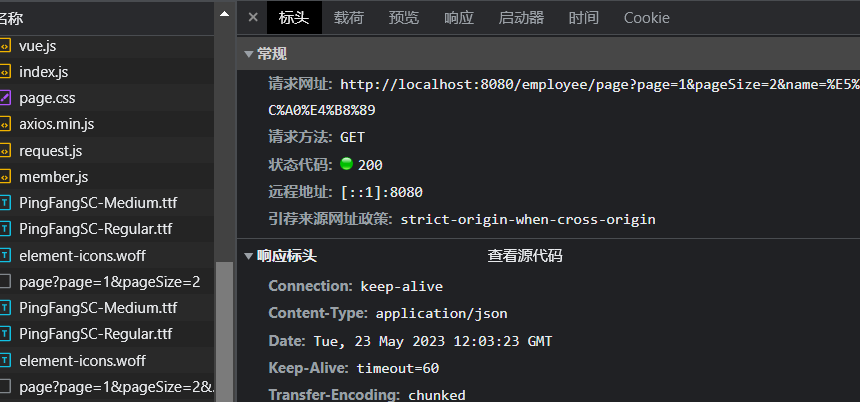 名称
vue.js
index.js
page.css
axios.min.js
request.js
member.js
PingFangSC-Medium.ttf
PingFangSC-Regular.ttf
element-icons.woff
page?page=1&pageSize=2
PingFangSC-Medium.ttf
PingFangSC-Regular.ttf
element-icons.woff
page?page=1&pageSize=2&..
× 标头 载荷 预览 响应 启动器 时间 Cookie
▼常规
请求网址: http://localhost:8080/employee/page?page=1&pageSize=2&name=%E5%
C%A0%E4%B8%89
请求方法: GET
状态代码: 200
远程地址: [::1]:8080
引荐来源网址政策: strict-origin-when-cross-origin
▼响应标头 查看源代码
Connection: keep-alive
Content-Type: application/json
Date: Tue, 23 May 2023 12:03:23 GMT
Keep-Alive: timeout=60
Transfer-Encoding: chunked